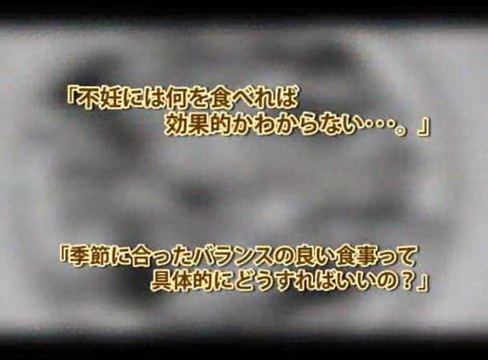 「不妊には何を食べれば
効果的かわからない･･･。」
「季節に合ったバランスの良い食事って
具体的にどうすればいいの？」